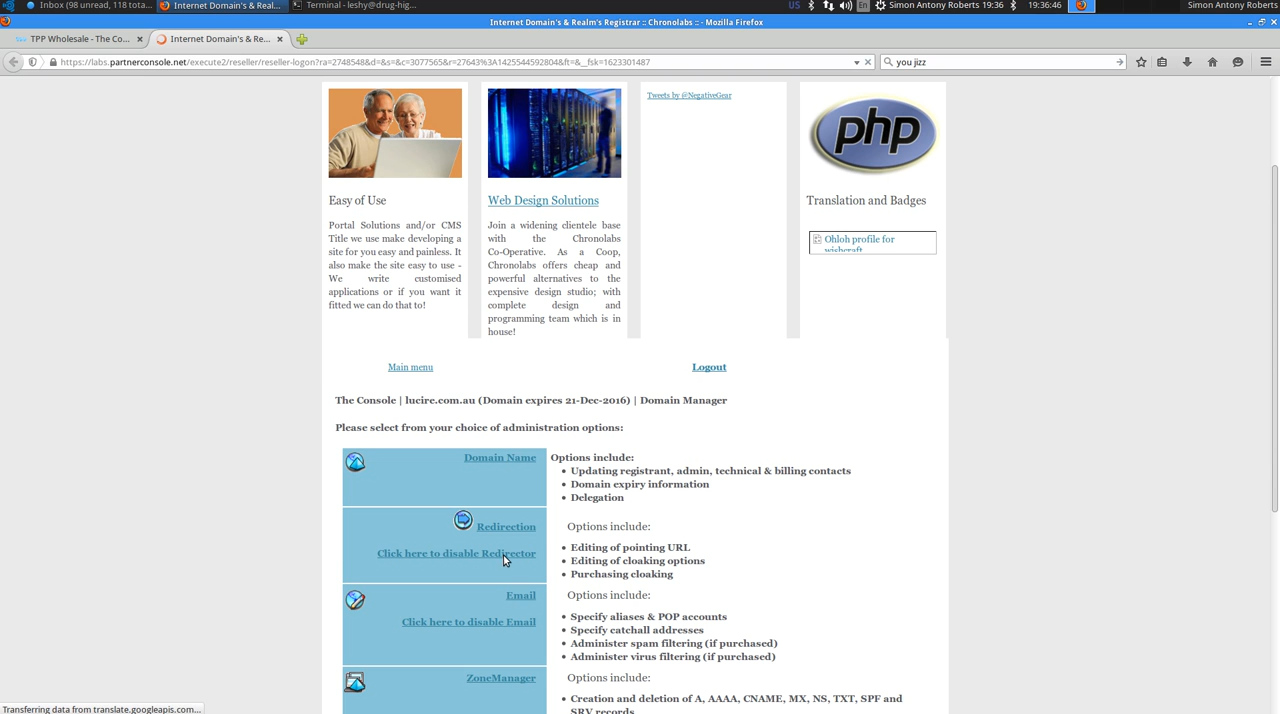 Inbox (98 unread, 118 tota...
Internet Domain's & Real...
Terminal - leshy@drug-hig...
US
En
Simon Antony Roberts 19:36
19:36:46
Simon Antony Roberts
Internet Domain's & Realm's Registrar :: Chronolabs :: - Mozilla Firefox
TPP Wholesale - The Co...
Internet Domain's & Re...
https://labs.partnerconsole.net/execute2/reseller/reseller-logon?ra=2748548&d=&s=&c=3077565&r=27643%3A1425544592804&ft=&__fsk=1623301487
you jizz
Easy of Use
Portal Solutions and/or CMS
Title we use make developing a
site for you easy and painless. It
also make the site easy to use -
We write customised
applications or if you want it
fitted we can do that to!
Web Design Solutions
Join a widening clientele base
with the Chronolabs
Co-Operative. As a Coop,
Chronolabs offers cheap and
powerful alternatives to the
expensive design studio; with
complete design and
programming team which is in
house!
Tweets by @NegativeGear
php
Translation and Badges
Ohloh profile for
wishcraft
Main menu
Logout
The Console | lucire.com.au (Domain expires 21-Dec-2016) | Domain Manager
Please select from your choice of administration options:
Domain Name
Options include:
Updating registrant, admin, technical & billing contacts
Domain expiry information
Delegation
Redirection
Click here to disable Redirector
Options include:
Editing of pointing URL
Editing of cloaking options
Purchasing cloaking
Email
Click here to disable Email
Options include:
Specify aliases & POP accounts
Specify catchall addresses
Administer spam filtering (if purchased)
Administer virus filtering (if purchased)
ZoneManager
Options include:
Creation and deletion of A, AAAA, CNAME, MX, NS, TXT, SPF and
SRV records
Transferring data from translate.googleapis.com...